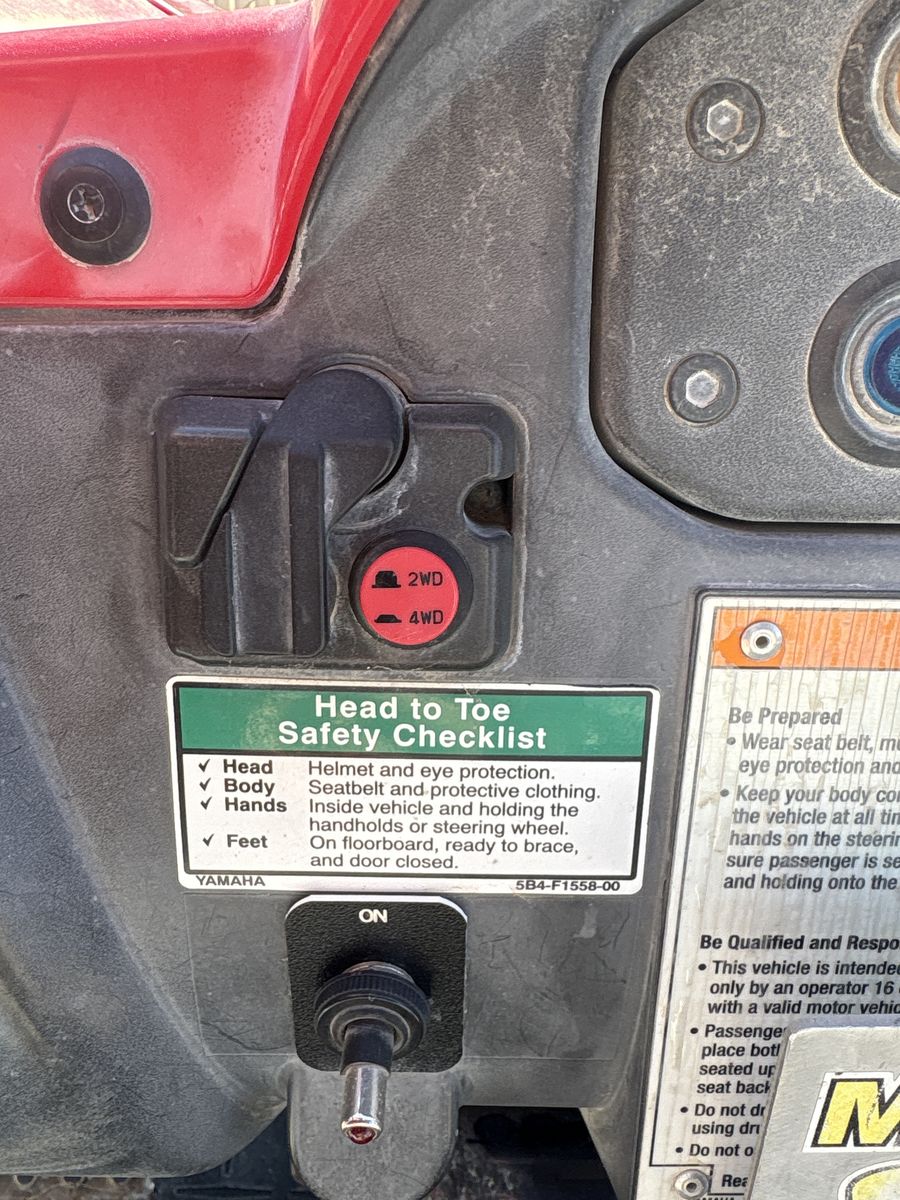 2WD
4WD
Head to Toe
Safety Checklist
✓ Head Helmet and eye protection.
✓ Body Seatbelt and protective clothing.
✓ Hands Inside vehicle and holding the
handholds or steering wheel.
✓ Feet On floorboard, ready to brace,
and door closed.
YAMAHA 5B4-F1558-00
ON
Be Prepared
• Wear seat belt,
eye protection and
• Keep your body
the vehicle at all
hands on the
sure passenger is
and holding onto the
Be Qualified and
• This vehicle is
only by an operator 16
with a valid motor
•
place
seated
seat
• Do not
using
• Do not